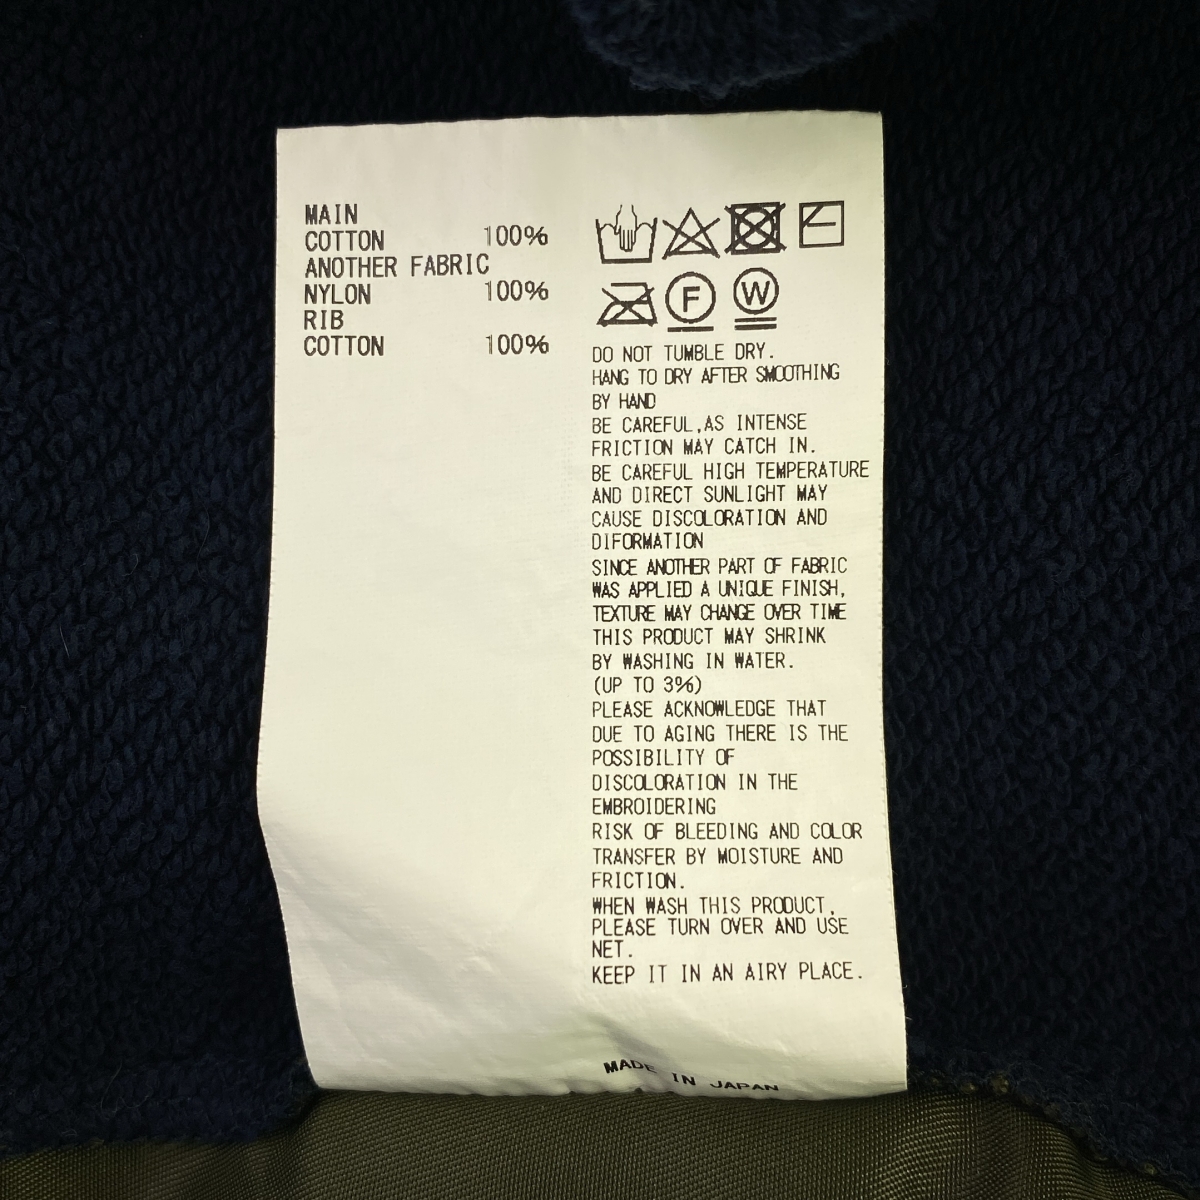 MAIN
COTTON 100%
ANOTHER FABRIC
NYLON 100%
RIB
COTTON 100%
F W
DO NOT TUMBLE DRY.
HANG TO DRY AFTER SMOOTHING
BY HAND
BE CAREFUL,AS INTENSE
FRICTION MAY CATCH IN.
BE CAREFUL HIGH TEMPERATURE
AND DIRECT SUNLIGHT MAY
CAUSE DISCOLORATION AND
DIFORMATION
SINCE ANOTHER PART OF FABRIC
WAS APPLIED A UNIQUE FINISH,
TEXTURE MAY CHANGE OVER TIME
THIS PRODUCT MAY SHRINK
BY WASHING IN WATER.
(UP TO 3%)
PLEASE ACKNOWLEDGE THAT
DUE TO AGING THERE IS THE
POSSIBILITY OF
DISCOLORATION IN THE
EMBROIDERING
RISK OF BLEEDING AND COLOR
TRANSFER BY MOISTURE AND
FRICTION.
WHEN WASH THIS PRODUCT,
PLEASE TURN OVER AND USE
NET.
KEEP IT IN AN AIRY PLACE.
MADE IN JAPAN